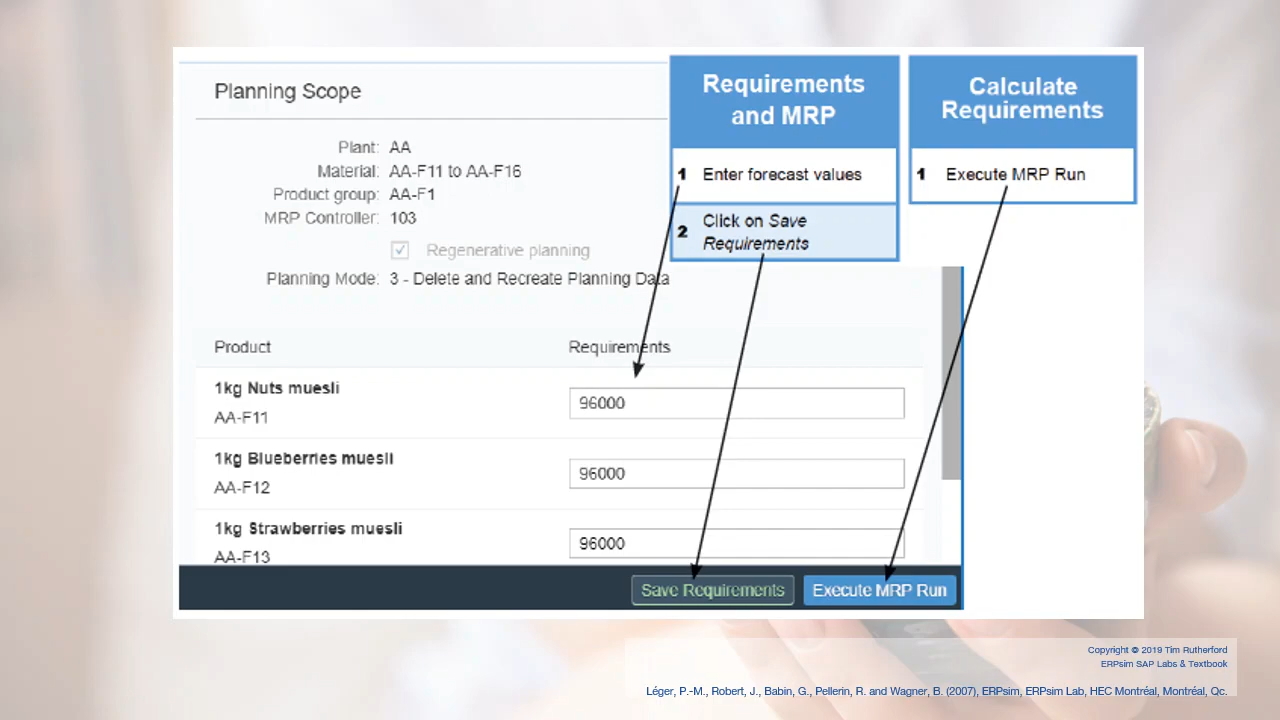 Planning Scope
Plant: AA
Material: AA-F11 to AA-F16
Product group: AA-F1
MRP Controller: 103
Regenerative planning
Planning Mode: 3 - Delete and Recreate Planning Data
Requirements
and MRP
1 Enter forecast values
2 Click on Save
Requirements
Calculate
Requirements
1 Execute MRP Run
Product Requirements
1kg Nuts muesli
AA-F11
96000
1kg Blueberries muesli
AA-F12
96000
1kg Strawberries muesli
AA-F13
96000
Save Requirements Execute MRP Run
Copyright © 2019 Tim Rutherford
ERPsim SAP Labs & Textbook
Léger, P.-M., Robert, J., Babin, G., Pellerin, R. and Wagner, B. (2007), ERPsim, ERPsim Lab, HEC Montréal, Montréal, Qc.